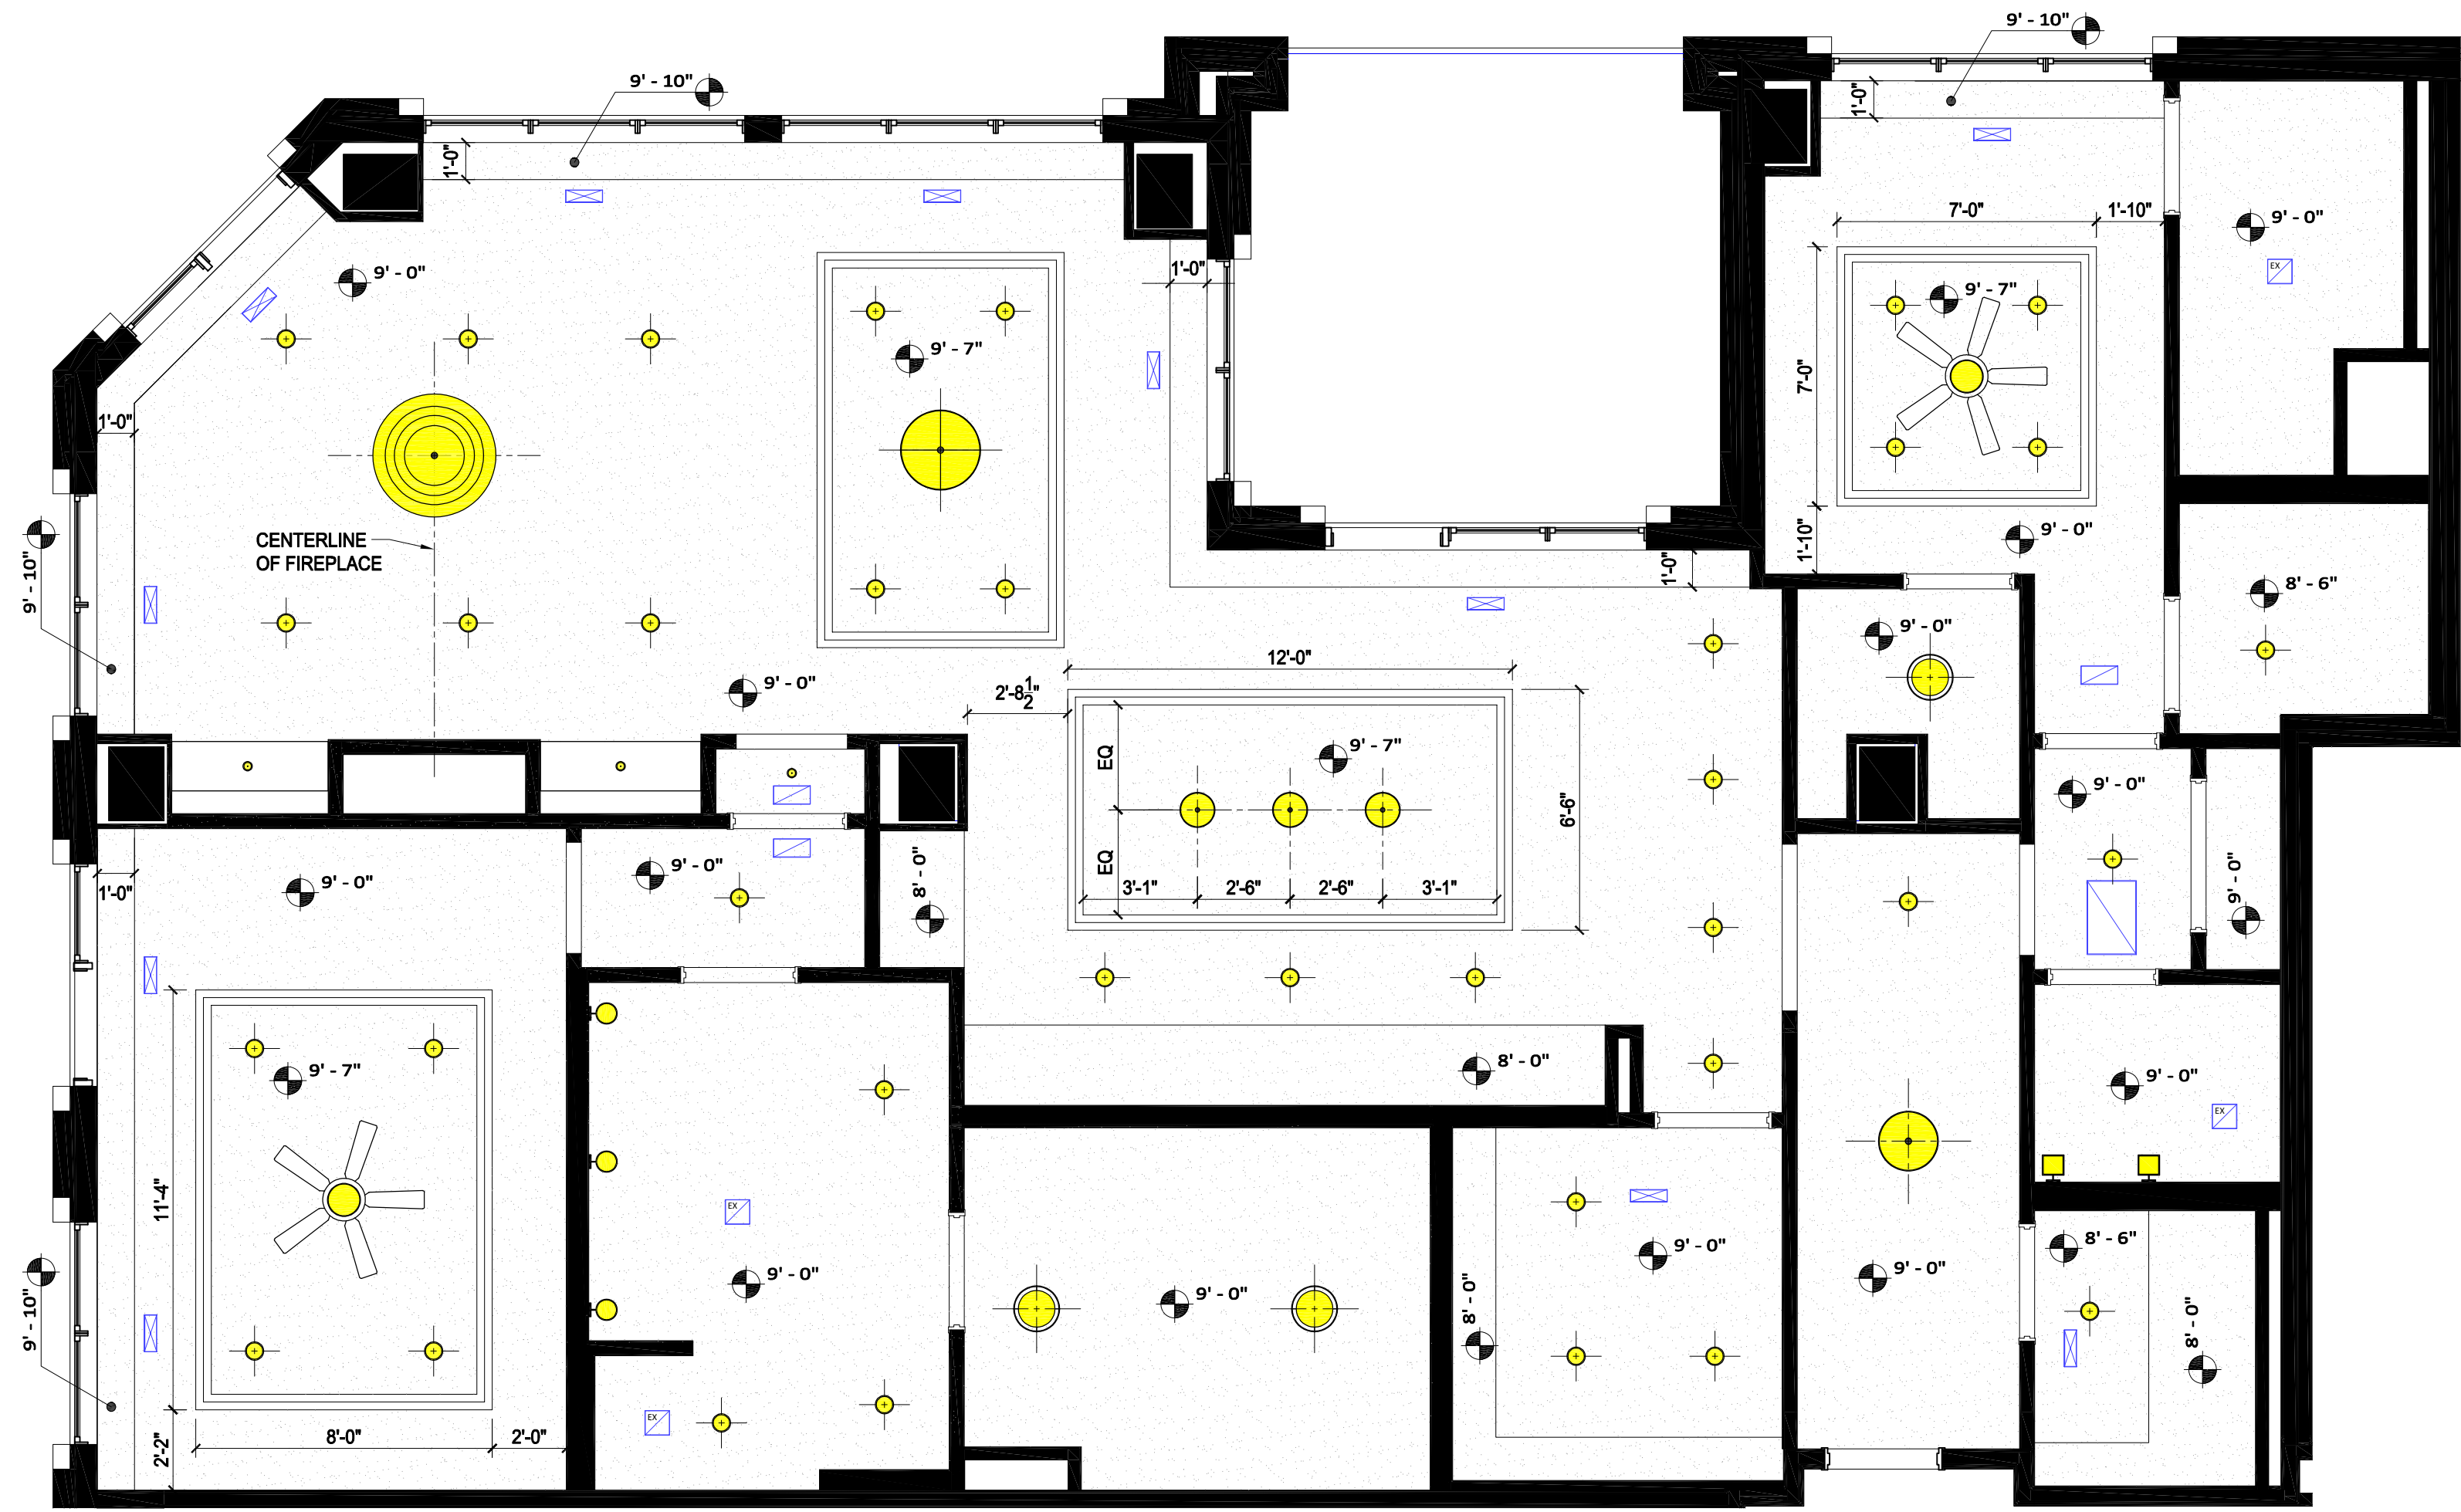 9' - 10"
9' - 10"
1'-0"
1'-0"
7'-0"
1'-10"
9' - 0"
9' - 0"
1'-0"
EX
9' - 7"
9' - 7"
7'-0"
1'-0"
CENTERLINE
OF FIREPLACE
9' - 10"
1'-10"
9' - 0"
1'-0"
8' - 6"
9' - 0"
12'-0"
9' - 0"
2'-8 1/2"
EQ
9' - 7"
6'-6"
9' - 0"
EQ
9' - 0"
9' - 0"
1'-0"
8' - 0"
3'-1"
2'-6"
2'-6"
3'-1"
9' - 0"
9' - 7"
8' - 0"
9' - 0"
EX
11'-4"
EX
9' - 0"
8' - 6"
9' - 0"
9' - 0"
9' - 0"
8' - 0"
8' - 0"
9' - 10"
EX
8'-0"
2'-0"
2'-2"